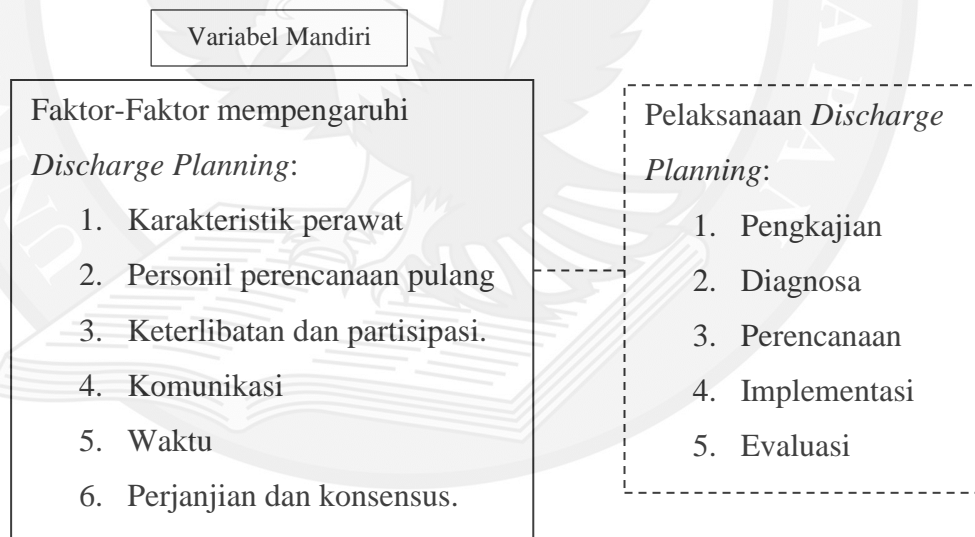 Variabel Mandiri
Faktor-Faktor mempengaruhi
Discharge Planning:
1. Karakteristik perawat
2. Personil perencanaan pulang
3. Keterlibatan dan partisipasi.
4. Komunikasi
5. Waktu
6. Perjanjian dan konsensus.
Pelaksanaan Discharge
Planning:
1. Pengkajian
2. Diagnosa
3. Perencanaan
4. Implementasi
5. Evaluasi